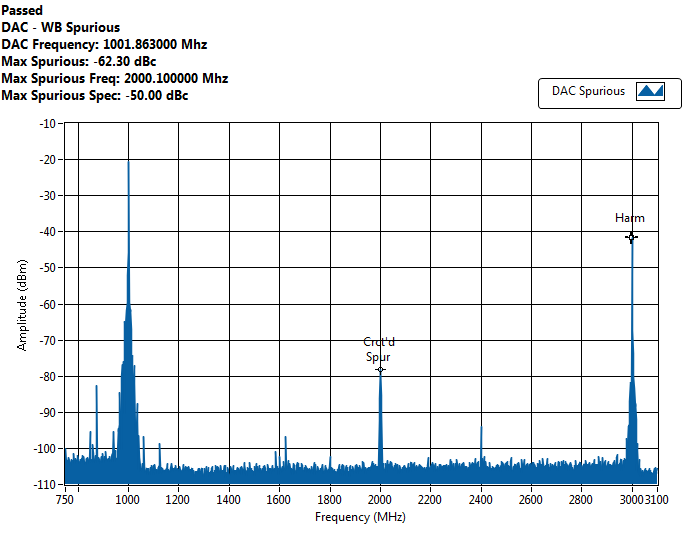 Passed
DAC - WB Spurious
DAC Frequency: 1001.863000 Mhz
Max Spurious: -62.30 dBc
Max Spurious Freq: 2000.100000 Mhz
Max Spurious Spec: -50.00 dBc
DAC Spurious
-10
-20
-30
-40
-50
-60
-70
-80
-90
-100
-110
Amplitude (dBm)
Harm
Crct'd
Spur
750 1000 1200 1400 1600 1800 2000 2200 2400 2600 2800 3000 3100
Frequency (MHz)